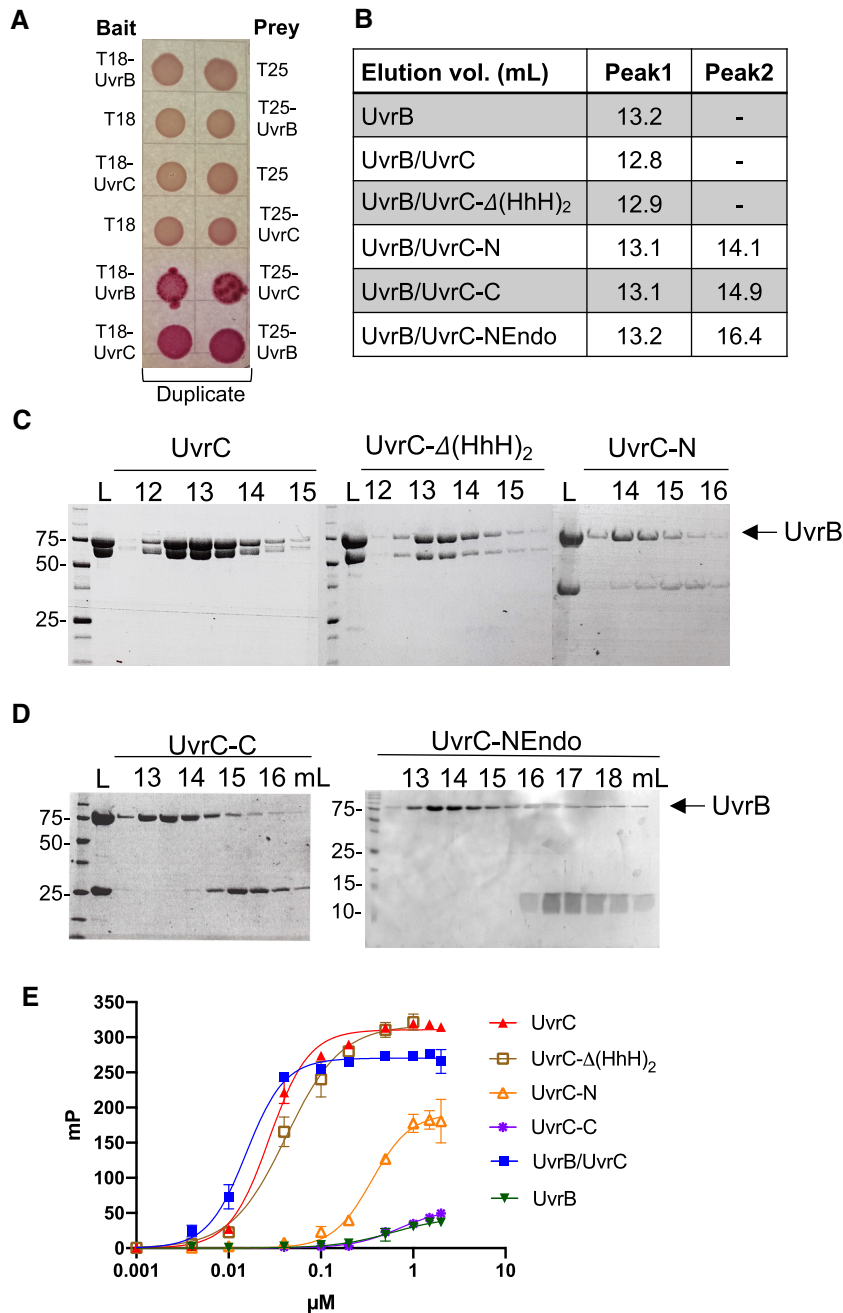 A
Bait
Prey
T18-
UvrB
T25
T18
T25-
UvrB
T18-
UvrC
T25
T18
T25-
UvrC
T18-
UvrB
T25-
UvrC
T18-
UvrC
T25-
UvrB
Duplicate
B
Elution vol. (mL) Peak1 Peak2
UvrB 13.2 -
UvrB/UvrC 12.8 -
UvrB/UvrC-Δ(HhH)₂ 12.9 -
UvrB/UvrC-N 13.1 14.1
UvrB/UvrC-C 13.1 14.9
UvrB/UvrC-NEndo 13.2 16.4
C
UvrC
L 12 13 14 15
UvrC-Δ(HhH)₂
L 12 13 14 15
UvrC-N
L 14 15 16
75-
50-
25-
UvrB
D
UvrC-C
L 13 14 15 16 mL
75-
50-
25-
UvrC-NEndo
13 14 15 16 17 18 mL
75-
25-
15-
10-
UvrB
E
mP
350
300
250
200
150
100
50
0
0.001 0.01 0.1 1 10
µM
UvrC
UvrC-Δ(HhH)₂
UvrC-N
UvrC-C
UvrB/UvrC
UvrB